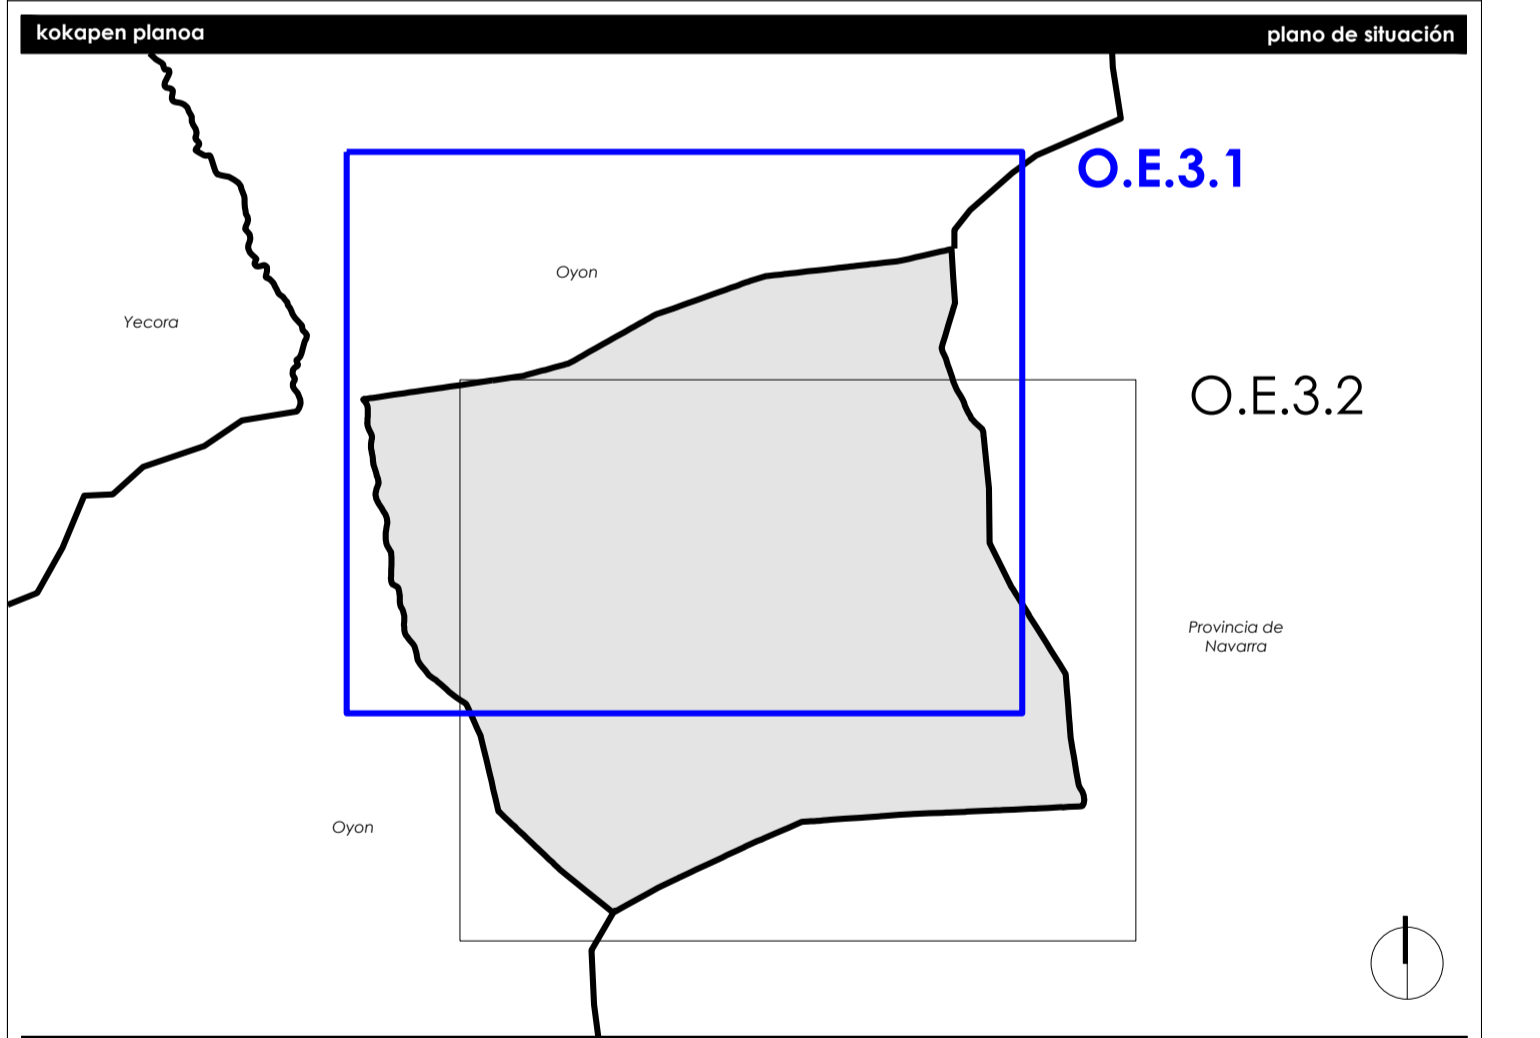 kokapen planoa
plano de situación
O.E.3.1
Oyon
Yecora
O.E.3.2
Provincia de
Navarra
Oyon